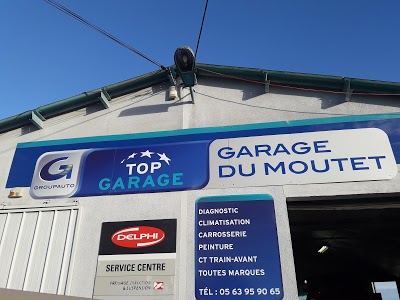 G
GROUPAUTO
TOP
GARAGE
GARAGE
DU MOUTET
DELPHI
SERVICE CENTRE
DIAGNOSTIC
CLIMATISATION
CARROSSERIE
PEINTURE
CT TRAIN-AVANT
TOUTES MARQUES
TÉL : 05 63 95 90 65